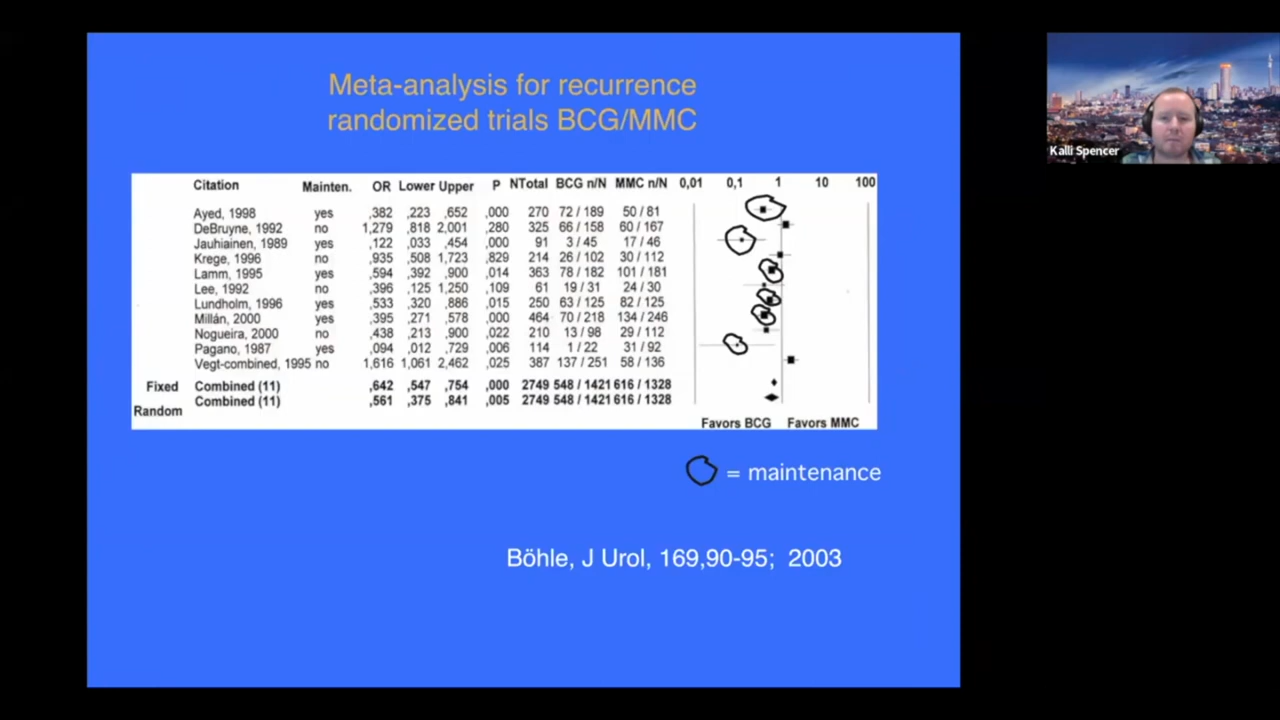 Meta-analysis for recurrence
randomized trials BCG/MMC
Citation Mainten. OR Lower Upper P NTotal BCG n/N MMC n/N 0,01 0,1 1 10 100
Ayed, 1998 yes ,382 ,223 ,652 ,000 270 72 / 189 50 / 81
DeBruyne, 1992 no 1,279 ,818 2,001 ,280 325 66 / 158 60 / 167
Jauhiainen, 1989 yes ,122 ,033 ,454 ,000 91 3 / 45 17 / 46
Krege, 1996 no ,935 ,508 1,723 ,829 214 26 / 102 30 / 112
Lamm, 1995 yes ,594 ,392 ,900 ,014 363 78 / 182 101 / 181
Lee, 1992 no ,396 ,125 1,250 ,109 61 19 / 31 24 / 30
Lundholm, 1996 yes ,533 ,320 ,886 ,015 250 63 / 125 82 / 125
Millán, 2000 yes ,395 ,271 ,578 ,000 464 70 / 218 134 / 246
Nogueira, 2000 no ,438 ,213 ,900 ,022 210 13 / 98 29 / 112
Pagano, 1987 yes ,094 ,012 ,729 ,006 114 1 / 22 31 / 92
Vegt-combined, 1995 no 1,616 1,061 2,462 ,025 387 137 / 251 58 / 136
Fixed Combined (11) ,642 ,547 ,754 ,000 2749 548 / 1421 616 / 1328
Combined (11) ,561 ,375 ,841 ,005 2749 548 / 1421 616 / 1328
Random
Favors BCG Favors MMC
= maintenance
Böhle, J Urol, 169,90-95; 2003
Kalli Spencer